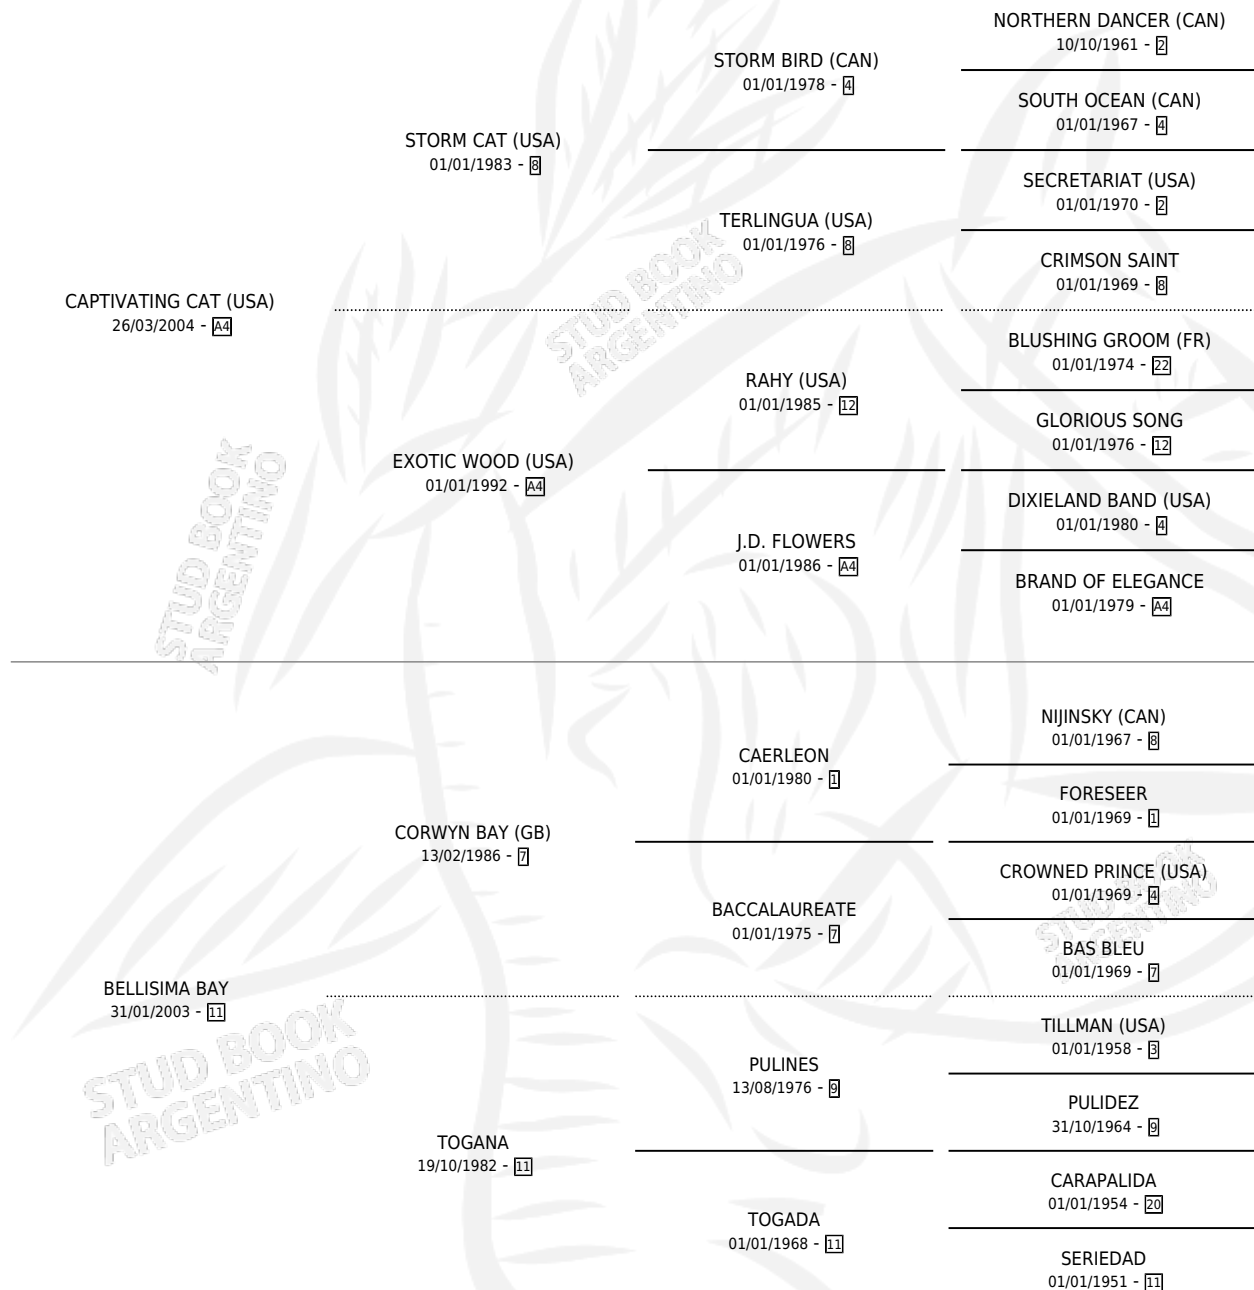 NORTHERN DANCER (CAN)
10/10/1961 - 2
STORM BIRD (CAN)
01/01/1978 - 4
SOUTH OCEAN (CAN)
01/01/1967 - 4
STORM CAT (USA)
01/01/1983 - 8
SECRETARIAT (USA)
01/01/1970 - 2
TERLINGUA (USA)
01/01/1976 - 8
CRIMSON SAINT
01/01/1969 - 8
CAPTIVATING CAT (USA)
26/03/2004 - A4
STUD BOOK
ARGENTINO
BLUSHING GROOM (FR)
01/01/1974 - 22
RAHY (USA)
01/01/1985 - 12
GLORIOUS SONG
01/01/1976 - 12
EXOTIC WOOD (USA)
01/01/1992 - A4
STUD BOOK
ARGENTINO
DIXIELAND BAND (USA)
01/01/1980 - 4
J.D. FLOWERS
01/01/1986 - A4
BRAND OF ELEGANCE
01/01/1979 - A4
NIJINSKY (CAN)
01/01/1967 - 8
CAERLEON
01/01/1980 - 1
FORESEER
01/01/1969 - 1
CORWYN BAY (GB)
13/02/1986 - 7
CROWNED PRINCE (USA)
01/01/1969 - 4
STUD BOOK
ARGENTINO
BACCALAUREATE
01/01/1975 - 7
BAS BLEU
01/01/1969 - 7
BELLISIMA BAY
31/01/2003 - 11
STUD BOOK
ARGENTINO
TILLMAN (USA)
01/01/1958 - 3
PULINES
13/08/1976 - 9
PULIDEZ
31/10/1964 - 9
TOGANA
19/10/1982 - 11
CARAPALIDA
01/01/1954 - 20
TOGADA
01/01/1968 - 11
SERIEDAD
01/01/1951 - 11